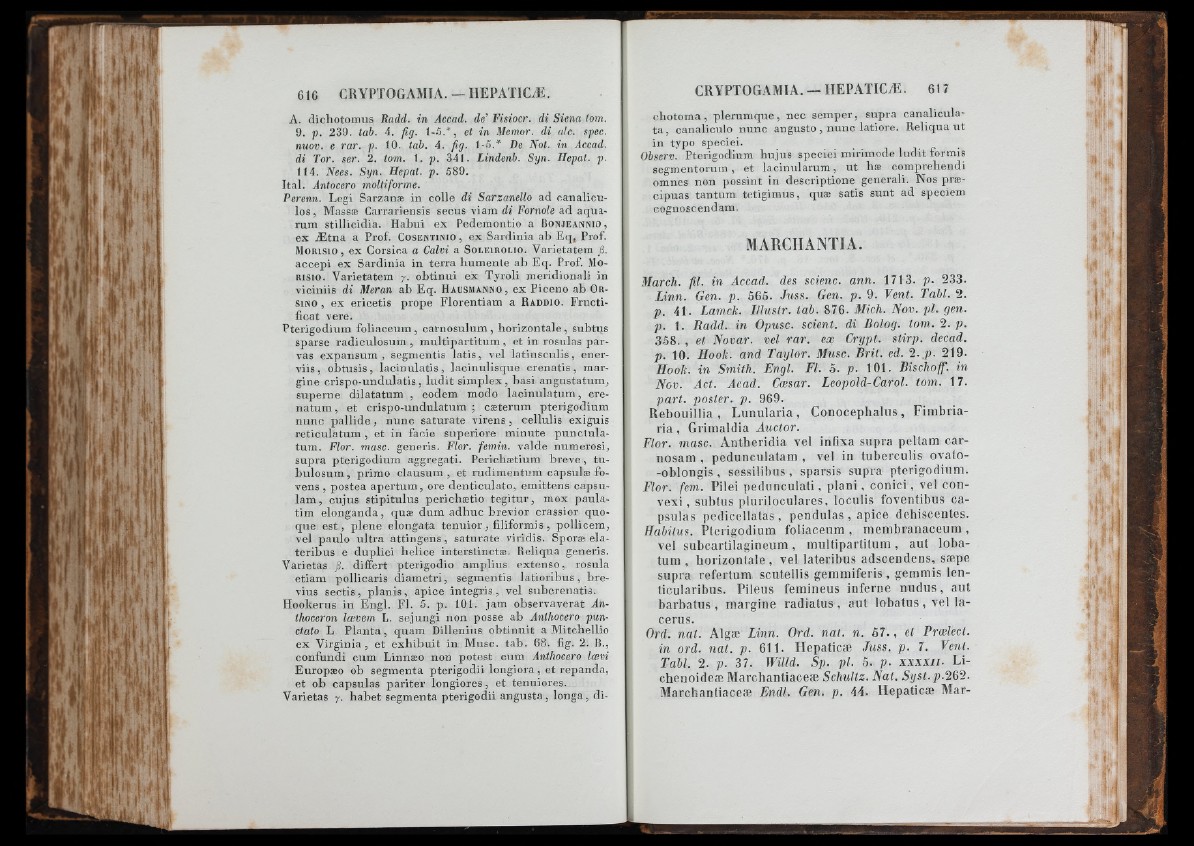 616 CRYPTOGAMIA. — HEPATICÆ.
A. dichotomus Radd. in Accad. de' Fisiocr. di Siena tom.
9. p. 239. tab. 4. fig. 1-5.*, et in Memor. di alc. spec.
nuov. e rar. p. 10. tab. 4. fig. 1-5.* De Not. in Accad.
di Tor. ser. 2. tom. 1. p. 341. Lindenb. Syn. Hepat. p.
114. Nees. Syn. Hepat. p. 589.
Ital. Antocero moltiforme.
Perenn. Legi Sarzanæ in colle di Sarzanello ad canalicu-
los, Massæ Carrariensis secus viam di Fornole ad aqua-
rum stillicidia. Habui ex Pedemontio a BONJEANNIO,
ex Ætna a Prof. COSENTINIO, ex Sardinia ab Eq. Prof.
MORISIO, ex Corsica a Calvi a SOLEIROLIO. Varietatem β.
accepi ex Sardinia in terra humente ab Eq. Prof. MO-
RISIO. Varietatem γ. obtinui ex Tyroli meridionali in
viciniis di Meran ab Eq. HAUSMANNO, ex Piceno ab OR-
SINO, ex ericetis prope Florentiam a RADDIO. Fructi-
ficat vere.
Pterigodium foliaceum, carnosulum, horizontale, subtus
sparse radiculosum, multipartitum, et in rosulas par-
vas expansum, segmentis latis, vel latiusculis, ener-
viis, obtusis, lacinulatis, lacinulisque crenatis, mar-
gine crispo-undulatis, ludit simplex, basi angustatum,
superne dilatatum, eodem modo lacinulatum, cre-
natum, et crispo-undulatum; cæterum pterigodium
nunc pallide, nunc saturate virens, cellulis exiguis
reticulatum, et in facie superiore minute punctula-
tum. Flor. masc. generis. Flor. femin. valde numerosi,
supra pterigodium aggregati. Perichætium breve, tu-
bulosum, primo clausum, et rudimentum capsulæ fo-
vens, postea apertum, ore denticulato, emittens capsu-
lam, cujus stipitulus perichætio tegitur, mox paula-
tim elonganda, quæ dum adhuc brevior crassior quo-
que est, plene elongata tenuior, filiformis, pollicem,
vel paulo ultra attingens, saturate viridis. Sporæ ela-
teribus e duplici helice interstinctæ. Reliqua generis.
Varietas β. differt pterigodio amplius extenso, rosula
etiam pollicaris diametri, segmentis latioribus, bre-
vius sectis, planis, apice integris, vel subcrenatis.
Hookerus in Engl. Fl. 5. p. 101. jam observaverat An-
thoceron lævem L. sejungi non posse ab Anthocero pun-
ctato L. Planta, quam Dillenius obtinuit a Mitchellio
ex Virginia, et exhibuit in Musc. tab. 68. fig. 2. B.,
confundi cum Linnæo non potest cum Anthocero lævi
Europæo ob segmenta pterigodii longiora, et repanda,
et ob capsulas pariter longiores, et tenuiores.
Varietas γ. habet segmenta pterigodii angusta, longa, di-
CRYPTOGAMIA. — HEPATICÆ. 617
chotoma, plerumque, nec semper, supra canalicula-
ta, canaliculo nunc angusto, nunc latiore. Reliqua ut
in typo speciei.
Observ. Pterigodium hujus speciei mirimode ludit formis
segmentorum, et lacinularum, ut hæ comprehendi
omnes non possint in descriptione generali. Nos præ-
cipuas tantum tetigimus, quæ satis sunt ad speciem
cognoscendam.
MARCHANTIA.
March. fil. in Accad. des scienc. ann. 1713. p. 233.
Linn. Gen. p. 565. Juss. Gen. p. 9. Vent. Tabl. 2.
p. 41. Lamck. Illustr. tab. 876. Mich. Nov. pl. gen.
p. 1. Radd. in Opusc. scient. di Bolog. tom. 2. p.
358., et Novar. vel rar. ex Crypt. stirp. decad.
p. 10. Hook. and Taylor. Musc. Brit. ed. 2. p. 219.
Hook. in Smith. Engl. Fl. 5. p. 101. Bischoff. in
Nov. Act. Acad. Cæsar. Leopold-Carol. tom. 17.
part. poster. p. 969.
Rebouillia, Lunularia, Conocephalus, Fimbria-
ria, Grimaldia Auctor.
Flor. masc. Antheridia vel infixa supra peltam car-
nosam, pedunculatam, vel in tuberculis ovato-
-oblongis, sessilibus, sparsis supra pterigodium.
Flor. fem. Pilei pedunculati, plani, conici, vel con-
vexi, subtus pluriloculares, loculis foventibus ca-
psulas pedicellatas, pendulas, apice dehiscentes.
Habitus. Pterigodium foliaceum, membranaceum,
vel subcartilagineum, multipartitum, aut loba-
tum, horizontale, vel lateribus adscendens, sæpe
supra refertum scutellis gemmiferis, gemmis len-
ticularibus. Pileus femineus inferne nudus, aut
barbatus, margine radiatus, aut lobatus, vel la-
cerus.
Ord. nat. Algæ Linn. Ord. nat. n. 57., et Prælect.
in ord. nat. p. 611. Hepaticæ Juss. p. 7. Vent.
Tabl. 2. p. 37. Willd. Sp. pl. 5. p. XXXXII. Li-
chenoideæ Marchantiaceæ Schultz. Nat. Syst. p.262.
Marchantiaceæ Endl. Gen. p. 44. Hepaticæ Mar-